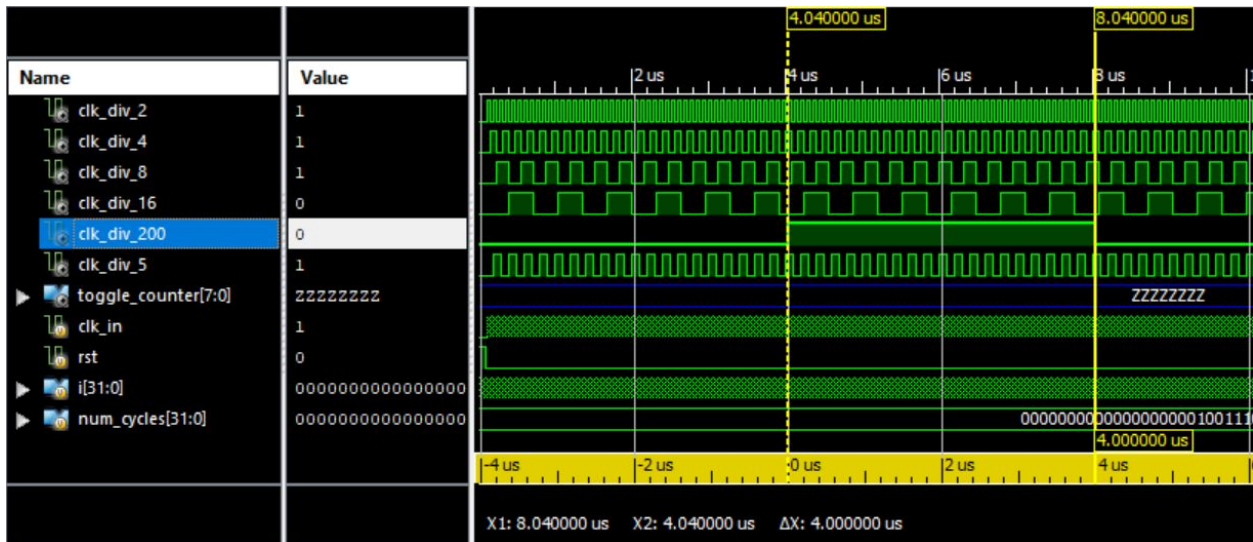 4.040000 us 8.040000 us
Name Value
2 us 4 us 6 us 8 us
clk_div_2 1
clk_div_4 1
clk_div_8 1
clk_div_16 0
clk_div_200 0
clk_div_5 1
toggle_counter[7:0] ZZZZZZZZ ZZZZZZZZ
clk_in 1
rst 0
i[31:0] 0000000000000000
num_cycles[31:0] 0000000000000000
4.000000 us
-4 us -2 us 0 us 2 us 4 us
X1: 8.040000 us X2: 4.040000 us ΔX: 4.000000 us